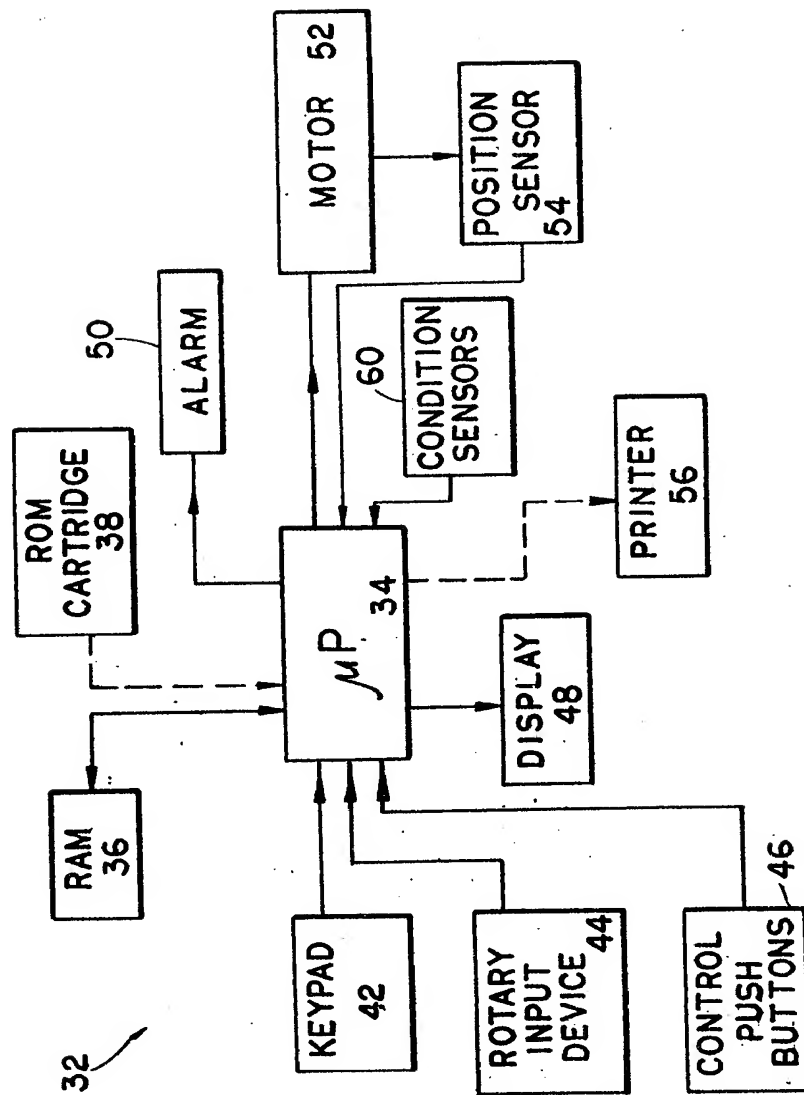 32
RAM
36
ROM
CARTRIDGE
38
50
ALARM
MOTOR 52
KEYPAD
42
μP
34
POSITION
SENSOR
54
60
CONDITION
SENSORS
ROTARY
INPUT
DEVICE
44
DISPLAY
48
PRINTER
56
CONTROL
PUSH
BUTTONS
46